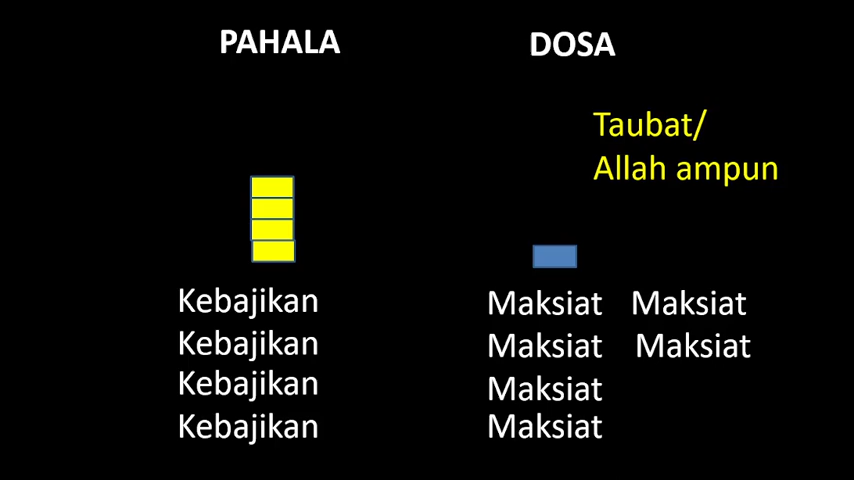 PAHALA
DOSA
Taubat/
Allah ampun
Kebajikan
Kebajikan
Kebajikan
Kebajikan
Maksiat Maksiat
Maksiat Maksiat
Maksiat
Maksiat